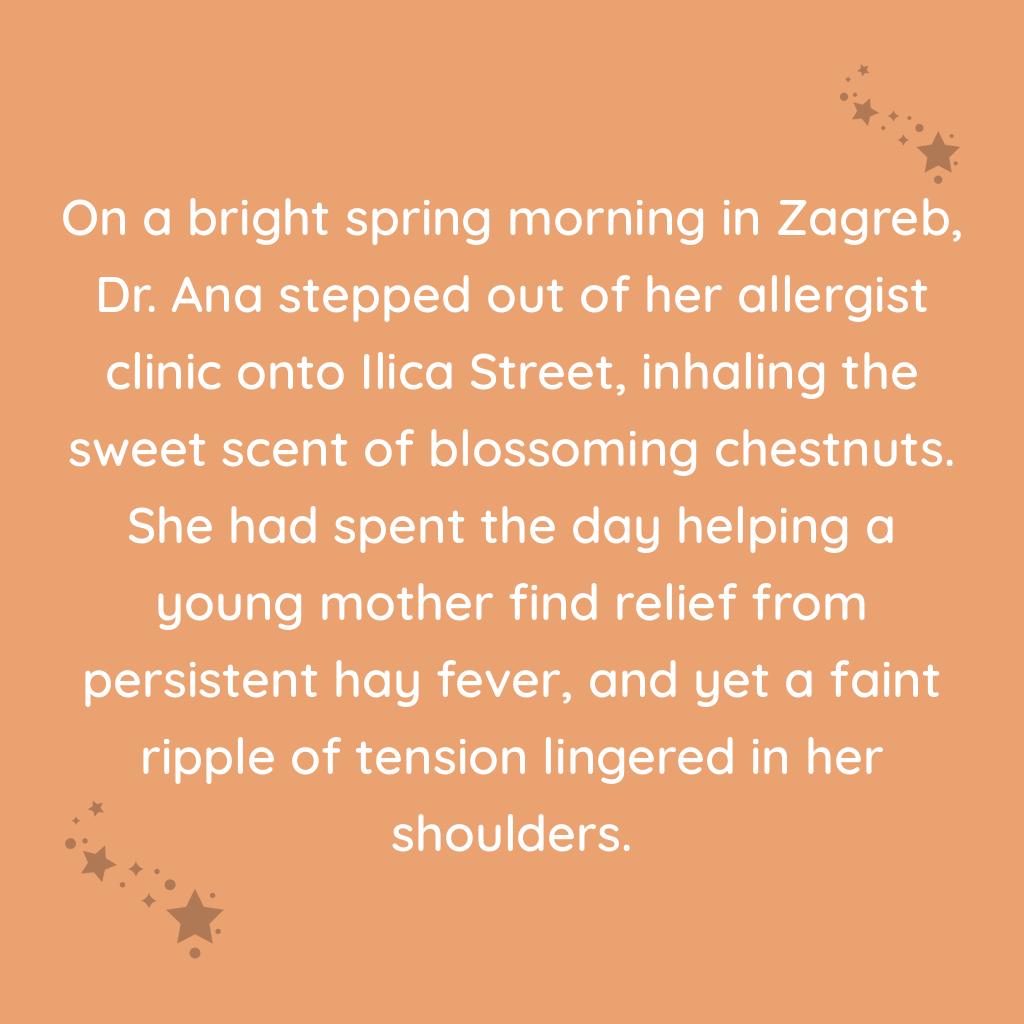 On a bright spring morning in Zagreb,
Dr. Ana stepped out of her allergist
clinic onto Ilica Street, inhaling the
sweet scent of blossoming chestnuts.
She had spent the day helping a
young mother find relief from
persistent hay fever, and yet a faint
ripple of tension lingered in her
shoulders.